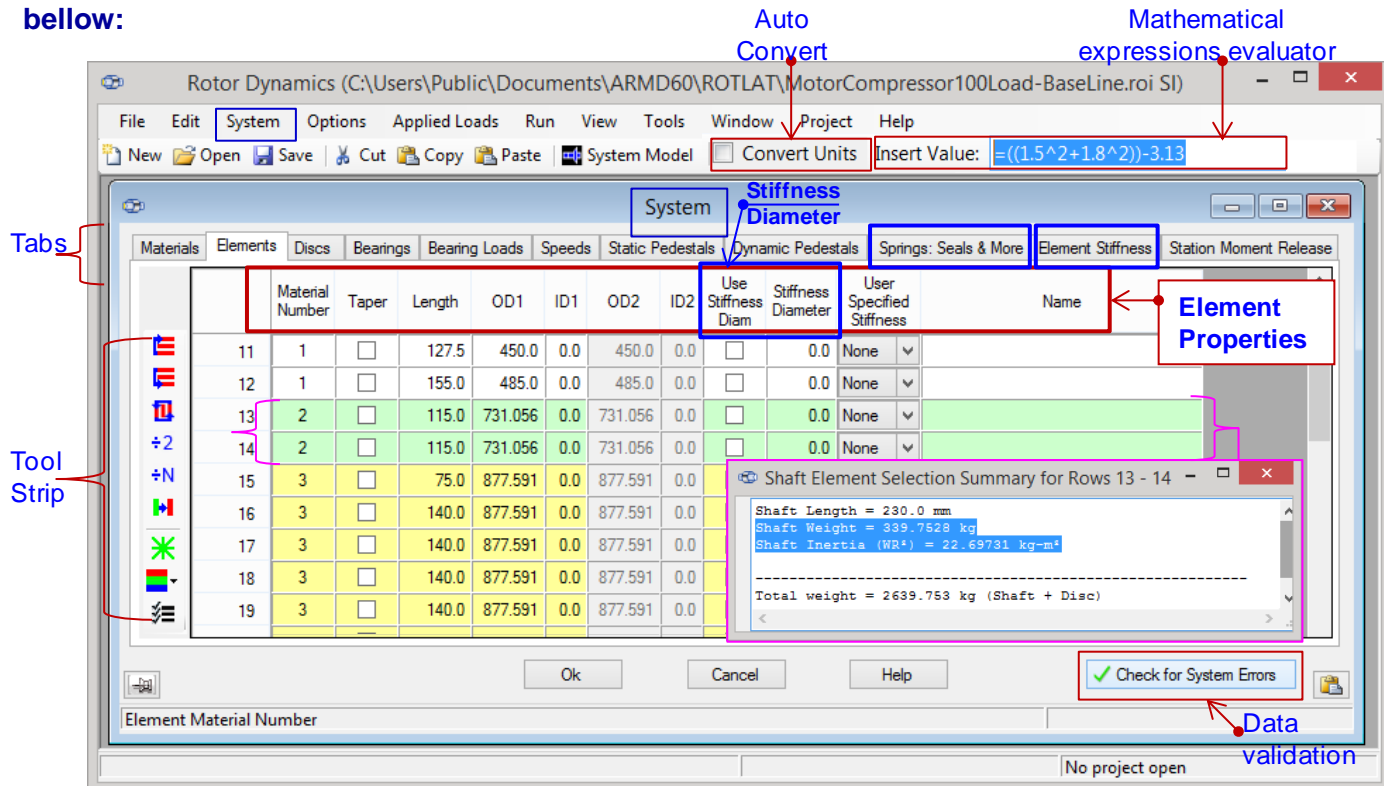 bellow:
Auto
Convert
Mathematical
expressions evaluator
Rotor Dynamics (C:\Users\Public\Documents\ARMD60\ROTLAT\MotorCompressor100Load-BaseLine.roi SI)
File Edit System Options Applied Loads Run View Tools Window Project Help
New Open Save Cut Copy Paste System Model Convert Units Insert Value: =((1.5^2+1.8^2))-3.13
System
Stiffness
Diameter
Tabs
Materials Elements Discs Bearings Bearing Loads Speeds Static Pedestals Dynamic Pedestals Springs: Seals & More Element Stiffness Station Moment Release
Material Number Taper Length OD1 ID1 OD2 ID2 Use Stiffness Diam Stiffness Diameter User Specified Stiffness Name
Element
Properties
11 1 127.5 450.0 0.0 450.0 0.0 0.0 None
12 1 155.0 485.0 0.0 485.0 0.0 0.0 None
13 2 115.0 731.056 0.0 731.056 0.0 0.0 None
÷2 14 2 115.0 731.056 0.0 731.056 0.0 0.0 None
Tool
Strip
÷N 15 3 75.0 877.591 0.0 877.591 0.0
16 3 140.0 877.591 0.0 877.591 0.0
17 3 140.0 877.591 0.0 877.591 0.0
18 3 140.0 877.591 0.0 877.591 0.0
19 3 140.0 877.591 0.0 877.591 0.0
Shaft Element Selection Summary for Rows 13 - 14
Shaft Length = 230.0 mm
Shaft Weight = 339.7528 kg
Shaft Inertia (WR²) = 22.69731 kg-m²
Total weight = 2639.753 kg (Shaft + Disc)
Ok Cancel Help Check for System Errors
Element Material Number
Data
validation
No project open